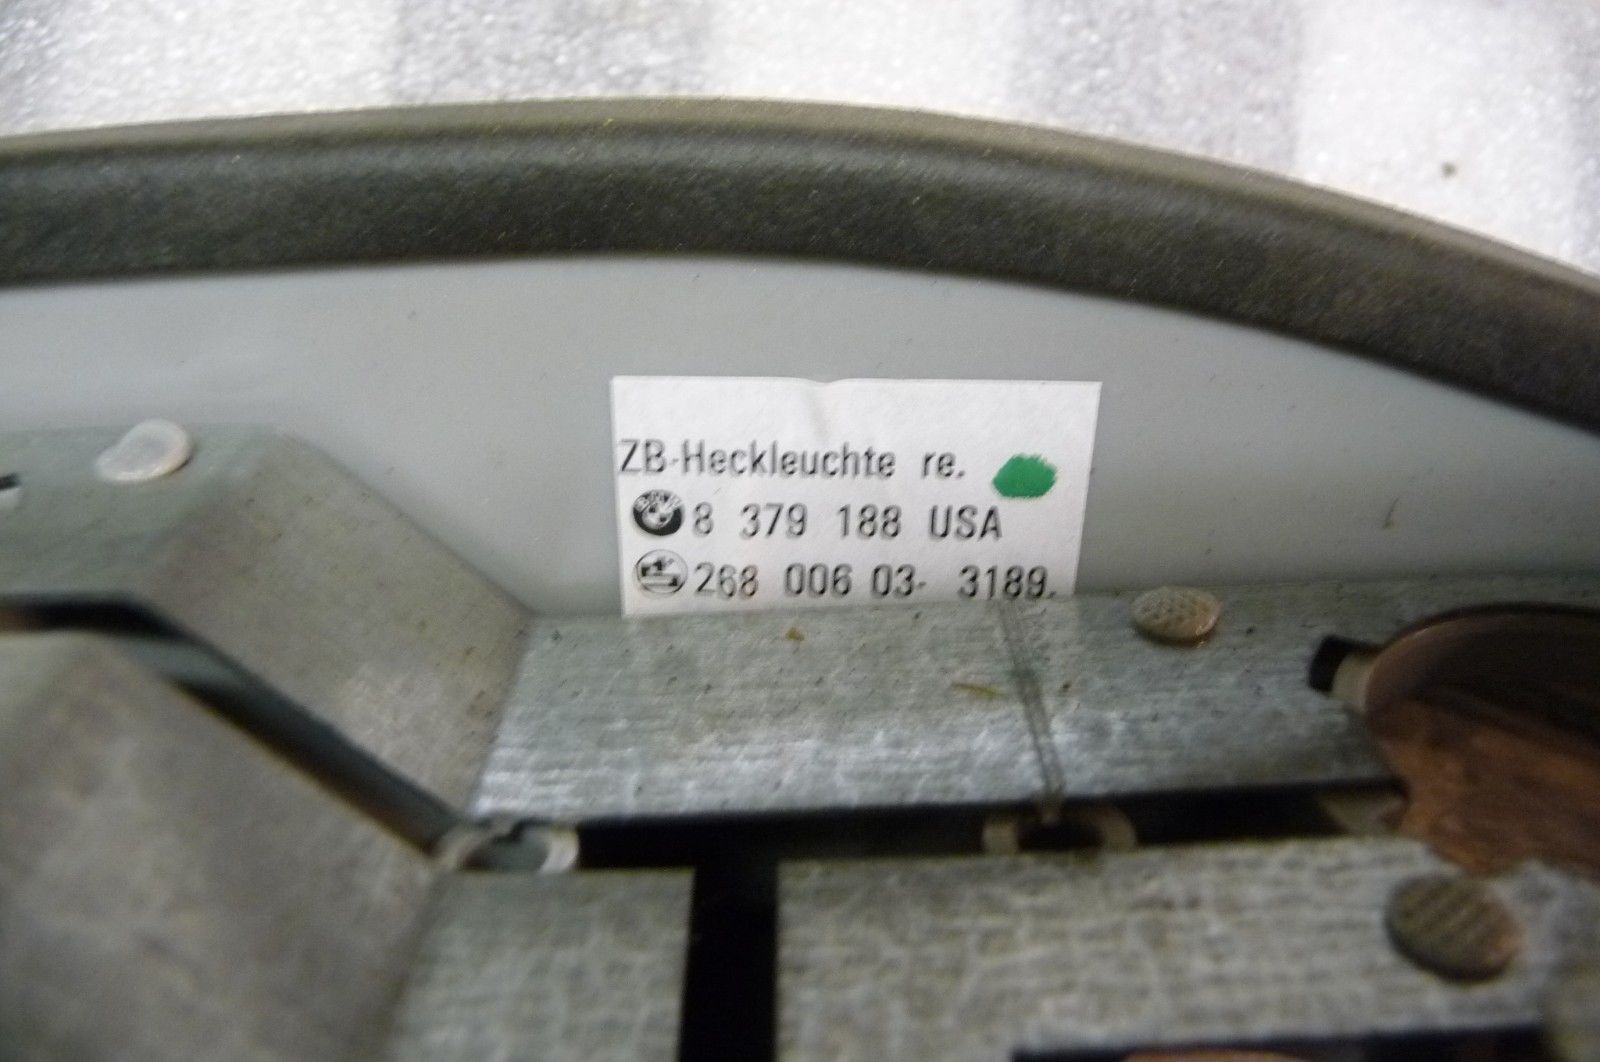 ZB-Heckleuchte re.
8 379 188 USA
268 006 03- 3189.